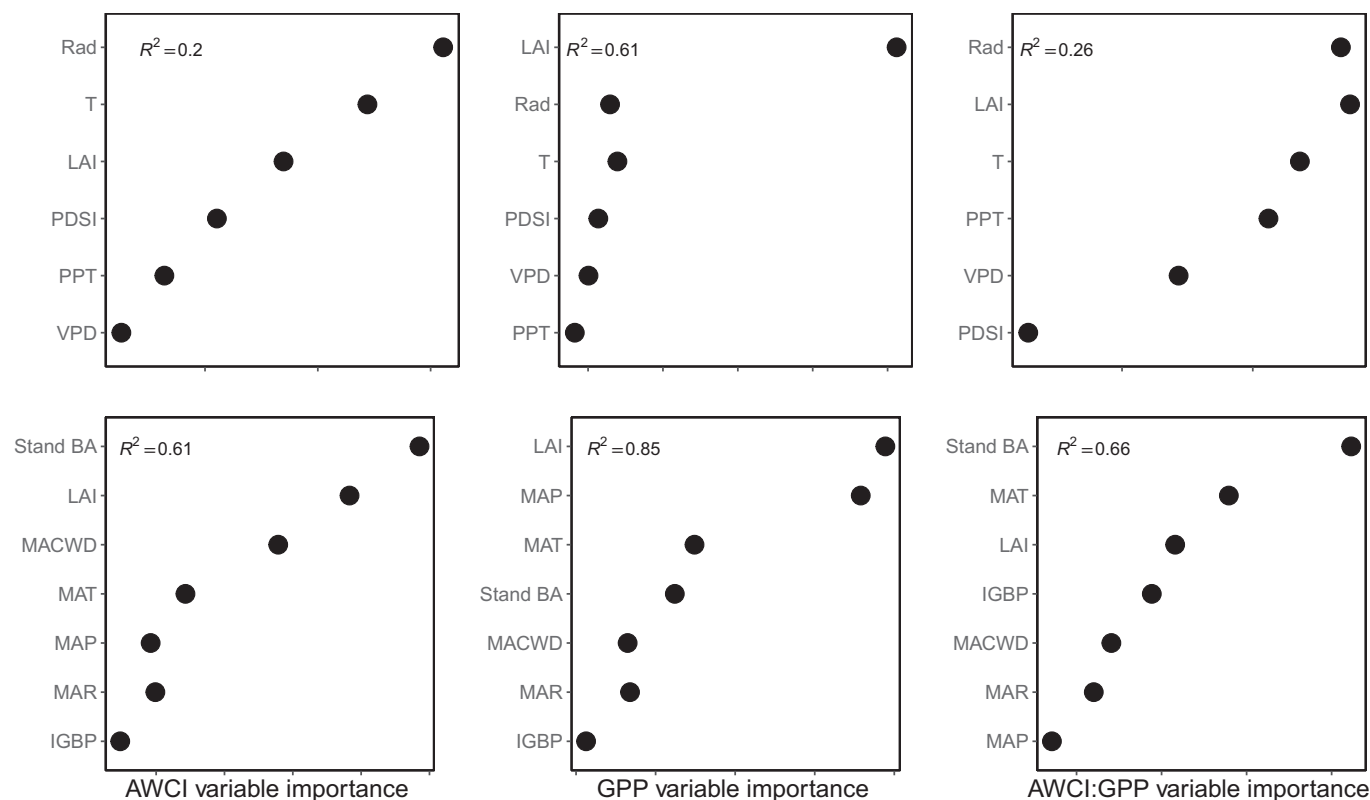 Rad
R²=0.2
T
LAI
PDSI
PPT
VPD
LAI
R²=0.61
Rad
T
PDSI
VPD
PPT
Rad
R²=0.26
LAI
T
PPT
VPD
PDSI
Stand BA
R²=0.61
LAI
MACWD
MAT
MAP
MAR
IGBP
AWCI variable importance
LAI
R²=0.85
MAP
MAT
Stand BA
MACWD
MAR
IGBP
GPP variable importance
Stand BA
R²=0.66
MAT
LAI
IGBP
MACWD
MAR
MAP
AWCI:GPP variable importance